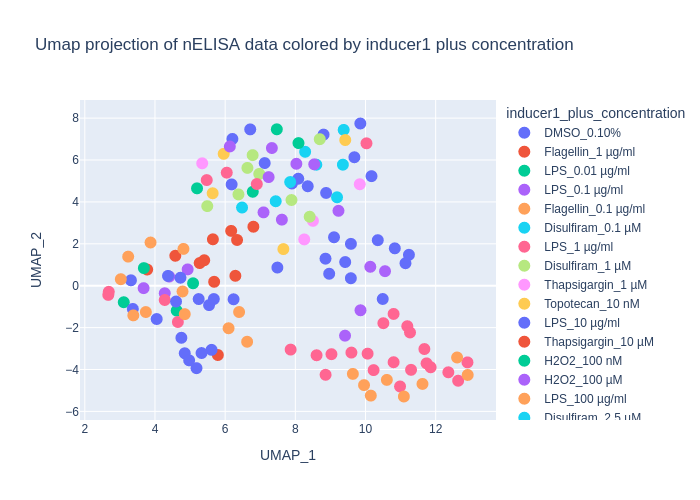 Umap projection of nELISA data colored by inducer1 plus concentration
inducer1_plus_concentration
DMSO_0.10%
Flagellin_1 µg/ml
LPS_0.01 µg/ml
LPS_0.1 µg/ml
Flagellin_0.1 µg/ml
Disulfiram_0.1 µM
LPS_1 µg/ml
Disulfiram_1 µM
Thapsigargin_1 µM
Topotecan_10 nM
LPS_10 µg/ml
Thapsigargin_10 µM
H2O2_100 nM
H2O2_100 µM
LPS_100 µg/ml
Disulfiram_2.5 µM
8
6
4
2
0
−2
−4
−6
UMAP_2
2 4 6 8 10 12
UMAP_1